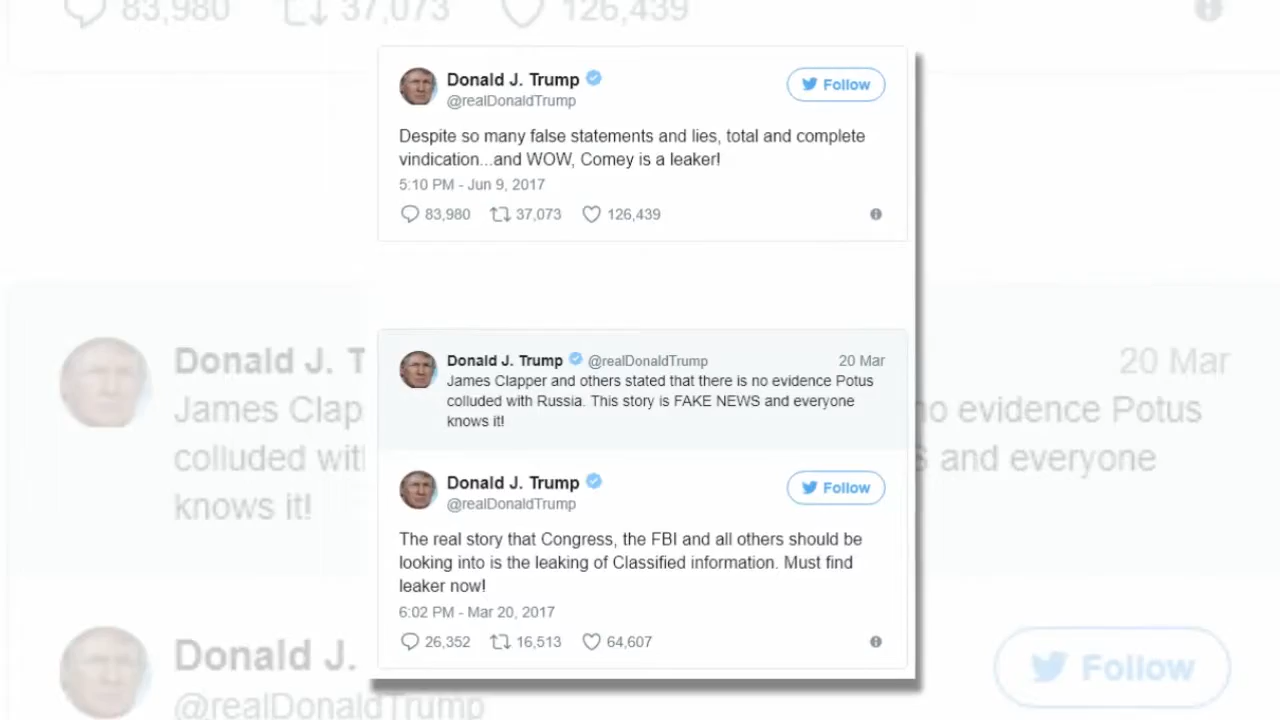 83,980 37,073 126,439
Donald J. Trump
@realDonaldTrump
Follow
Despite so many false statements and lies, total and complete
vindication...and WOW, Comey is a leaker!
5:10 PM - Jun 9, 2017
83,980 37,073 126,439
Donald J. Trump @realDonaldTrump 20 Mar
James Clapper and others stated that there is no evidence Potus
colluded with Russia. This story is FAKE NEWS and everyone
knows it!
Donald J. Trump
@realDonaldTrump
Follow
The real story that Congress, the FBI and all others should be
looking into is the leaking of Classified information. Must find
leaker now!
6:02 PM - Mar 20, 2017
26,352 16,513 64,607
Donald J. T
20 Mar
James Clap
no evidence Potus
colluded wit
and everyone
knows it!
Donald J.
Follow
@realDonaldTrump